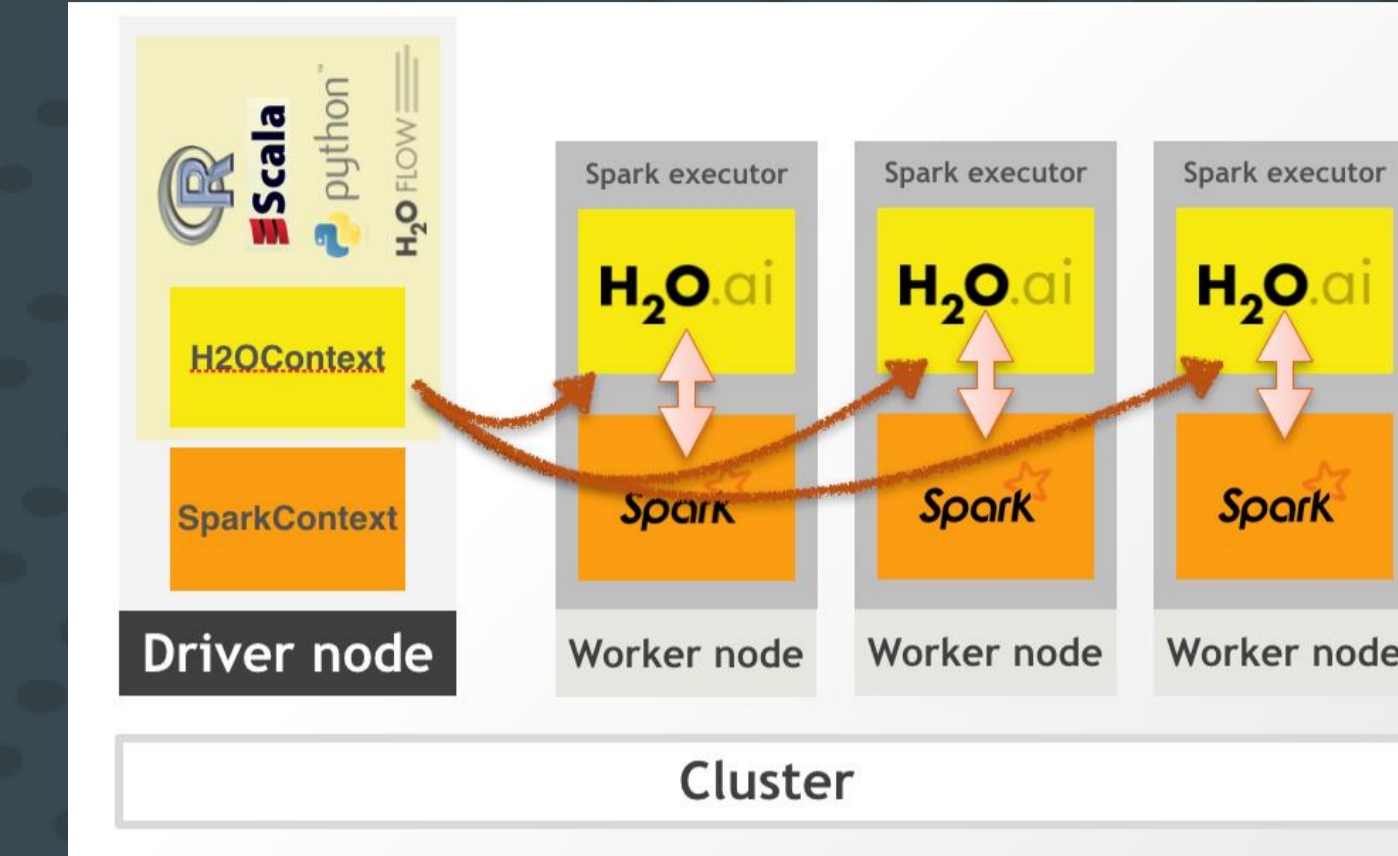 R
Scala
python™
H₂O FLOW
H2OContext
SparkContext
Driver node
Spark executor
H₂O.ai
Spark
Worker node
Spark executor
H₂O.ai
Spark
Worker node
Spark executor
H₂O.ai
Spark
Worker node
Cluster